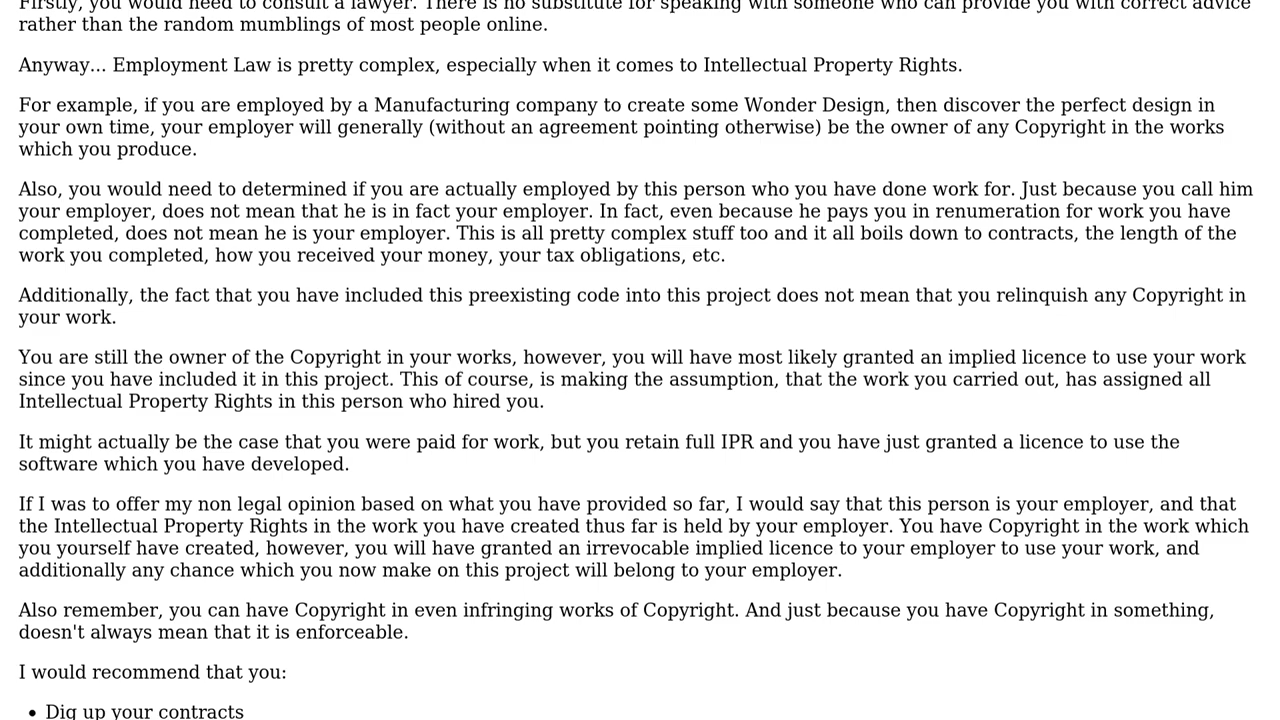 Firstly, you would need to consult a lawyer. There is no substitute for speaking with someone who can provide you with correct advice
rather than the random mumblings of most people online.
Anyway... Employment Law is pretty complex, especially when it comes to Intellectual Property Rights.
For example, if you are employed by a Manufacturing company to create some Wonder Design, then discover the perfect design in
your own time, your employer will generally (without an agreement pointing otherwise) be the owner of any Copyright in the works
which you produce.
Also, you would need to determined if you are actually employed by this person who you have done work for. Just because you call him
your employer, does not mean that he is in fact your employer. In fact, even because he pays you in renumeration for work you have
completed, does not mean he is your employer. This is all pretty complex stuff too and it all boils down to contracts, the length of the
work you completed, how you received your money, your tax obligations, etc.
Additionally, the fact that you have included this preexisting code into this project does not mean that you relinquish any Copyright in
your work.
You are still the owner of the Copyright in your works, however, you will have most likely granted an implied licence to use your work
since you have included it in this project. This of course, is making the assumption, that the work you carried out, has assigned all
Intellectual Property Rights in this person who hired you.
It might actually be the case that you were paid for work, but you retain full IPR and you have just granted a licence to use the
software which you have developed.
If I was to offer my non legal opinion based on what you have provided so far, I would say that this person is your employer, and that
the Intellectual Property Rights in the work you have created thus far is held by your employer. You have Copyright in the work which
you yourself have created, however, you will have granted an irrevocable implied licence to your employer to use your work, and
additionally any chance which you now make on this project will belong to your employer.
Also remember, you can have Copyright in even infringing works of Copyright. And just because you have Copyright in something,
doesn't always mean that it is enforceable.
I would recommend that you:
• Dig up your contracts